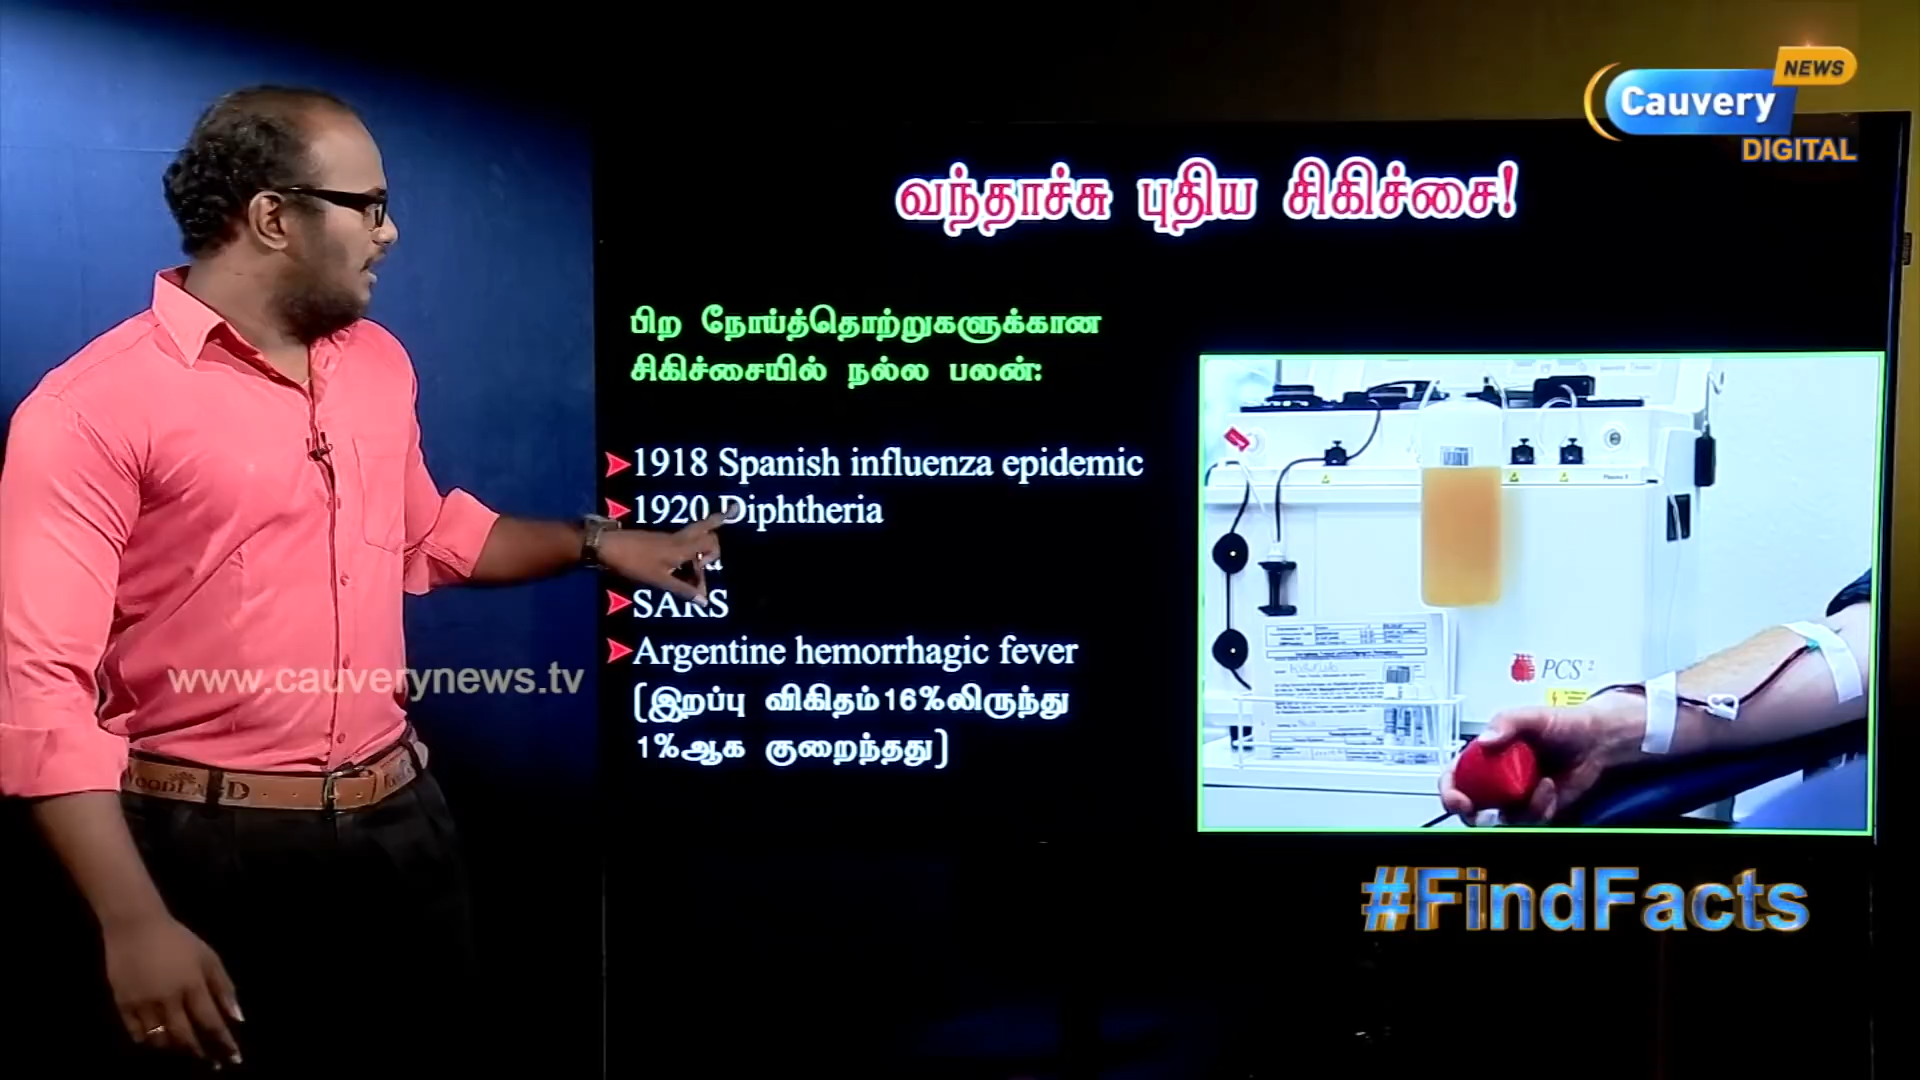 NEWS
Cauvery
DIGITAL
வந்தாச்சு புதிய சிகிச்சை!
பிற நோய்த்தொற்றுகளுக்கான
சிகிச்சையில் நல்ல பலன்:
➤1918 Spanish influenza epidemic
➤1920 Diphtheria
➤SARS
➤Argentine hemorrhagic fever
(இறப்பு விகிதம்16%லிருந்து
1%ஆக குறைந்தது)
PCS 2
www.cauverynews.tv
#FindFacts